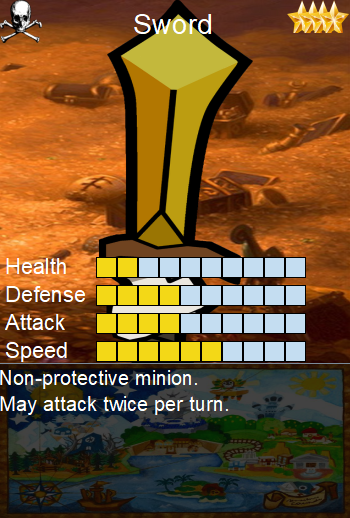 Sword
Health
Defense
Attack
Speed
Non-protective minion.
May attack twice per turn.